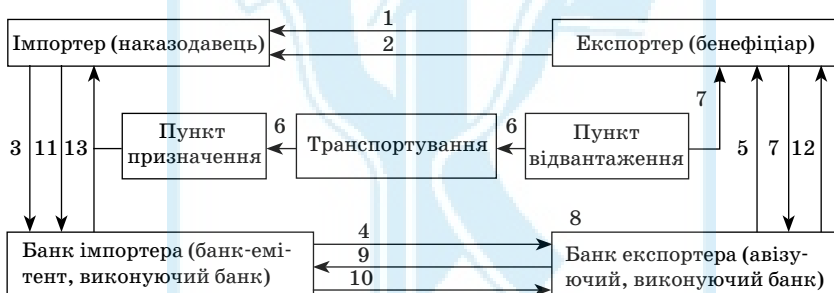 1
Імпортер (наказодавець)
2
Експортер (бенефіціар)
7
3
11
13
Пункт
призначення
6
Транспортування
6
Пункт
відвантаження
5
7
12
4
8
Банк імпортера (банк-емі-
тент, виконуючий банк)
9
10
Банк експортера (авізу-
ючий, виконуючий банк)